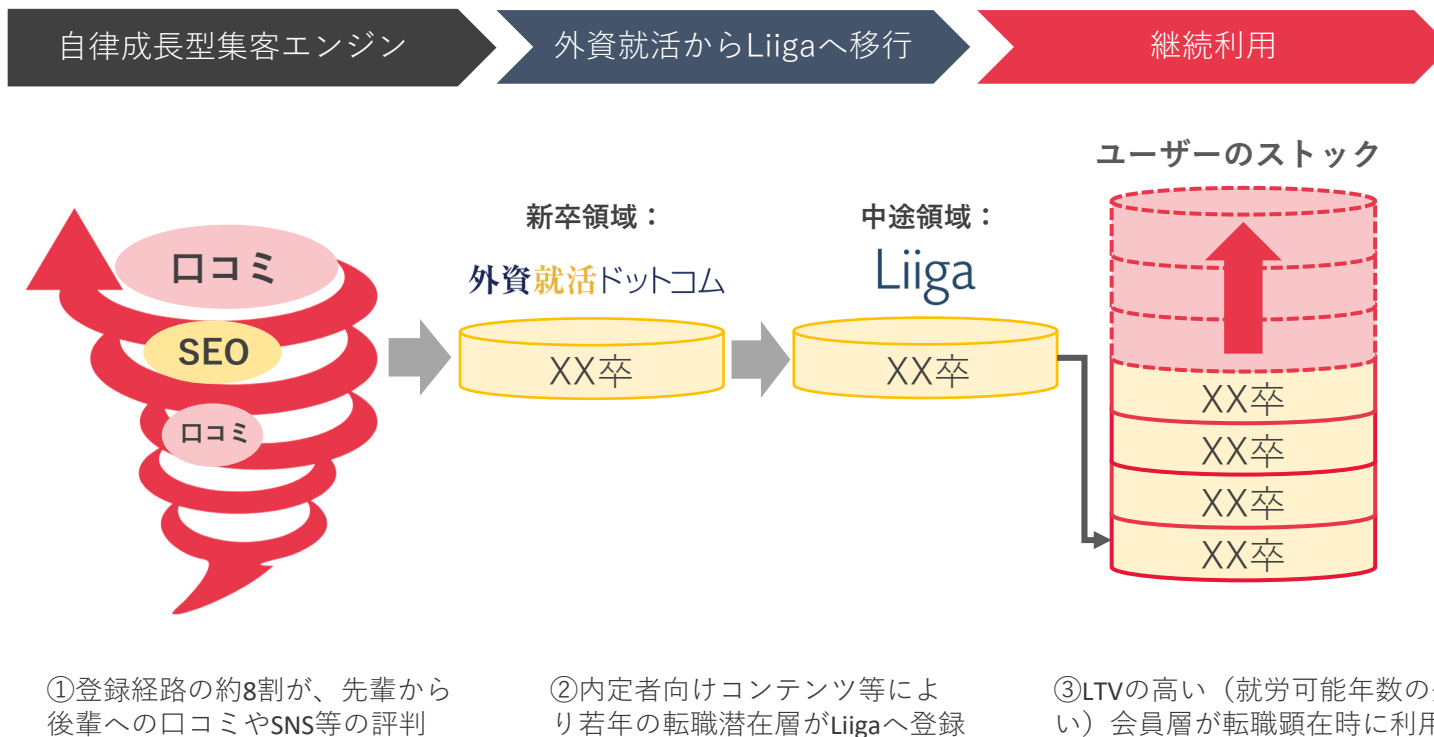 自律成長型集客エンジン
外資就活からLiigaへ移行
継続利用
ユーザーのストック
新卒領域：
中途領域：
外資就活ドットコム
Liiga
口コミ
SEO
口コミ
XX卒
XX卒
XX卒
XX卒
XX卒
XX卒
①登録経路の約8割が、先輩から
後輩への口コミやSNS等の評判
②内定者向けコンテンツ等によ
り若年の転職潜在層がLiigaへ登録
③LTVの高い（就労可能年数の
い）会員層が転職顕在時に利用